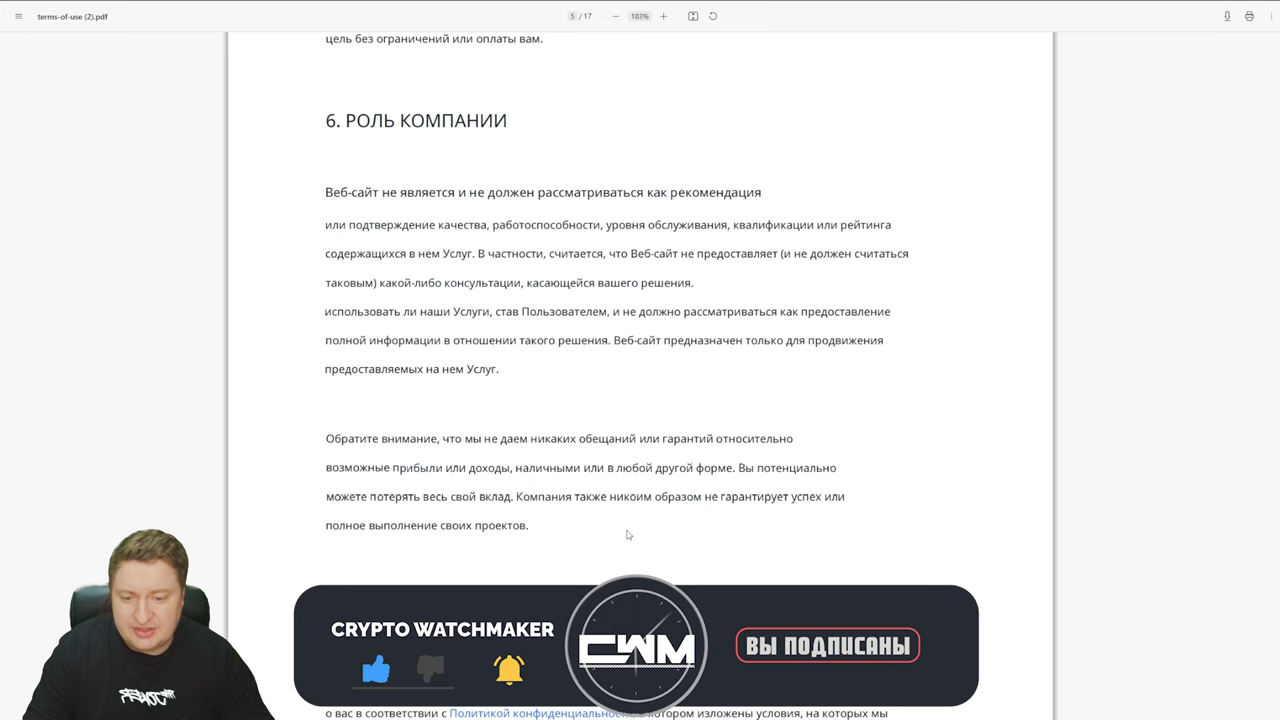 terms-of-use (2).pdf
5 / 17
183%
цель без ограничений или оплаты вам.
6. РОЛЬ КОМПАНИИ
Веб-сайт не является и не должен рассматриваться как рекомендация
или подтверждение качества, работоспособности, уровня обслуживания, квалификации или рейтинга
содержащихся в нем Услуг. В частности, считается, что Веб-сайт не предоставляет (и не должен считаться
таковым) какой-либо консультации, касающейся вашего решения.
использовать ли наши Услуги, став Пользователем, и не должно рассматриваться как предоставление
полной информации в отношении такого решения. Веб-сайт предназначен только для продвижения
предоставляемых на нем Услуг.
Обратите внимание, что мы не даем никаких обещаний или гарантий относительно
возможные прибыли или доходы, наличными или в любой другой форме. Вы потенциально
можете потерять весь свой вклад. Компания также никоим образом не гарантирует успех или
полное выполнение своих проектов.
CRYPTO WATCHMAKER
CWM
ВЫ ПОДПИСАНЫ
о вас в соответствии с Политикой конфиденциальности, в котором изложены условия, на которых мы